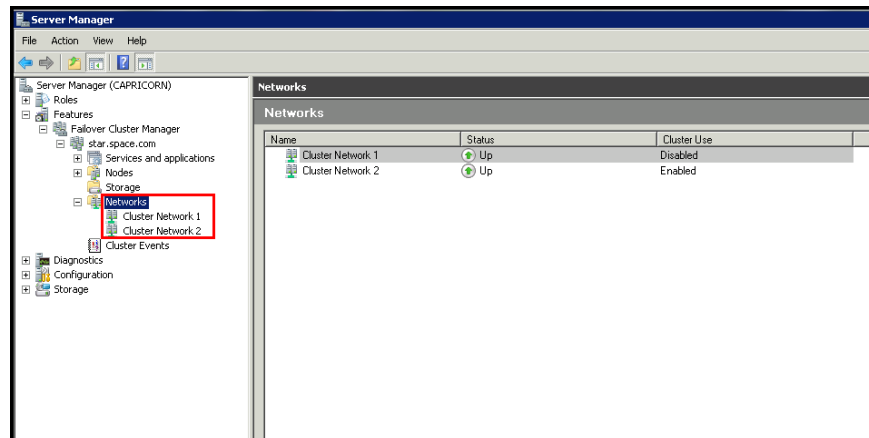 Server Manager
File Action View Help
Server Manager (CAPRICORN)
Roles
Features
Failover Cluster Manager
star.space.com
Services and applications
Nodes
Storage
Networks
Cluster Network 1
Cluster Network 2
Cluster Events
Diagnostics
Configuration
Storage
Networks
Networks
Name Status Cluster Use
Cluster Network 1 Up Disabled
Cluster Network 2 Up Enabled